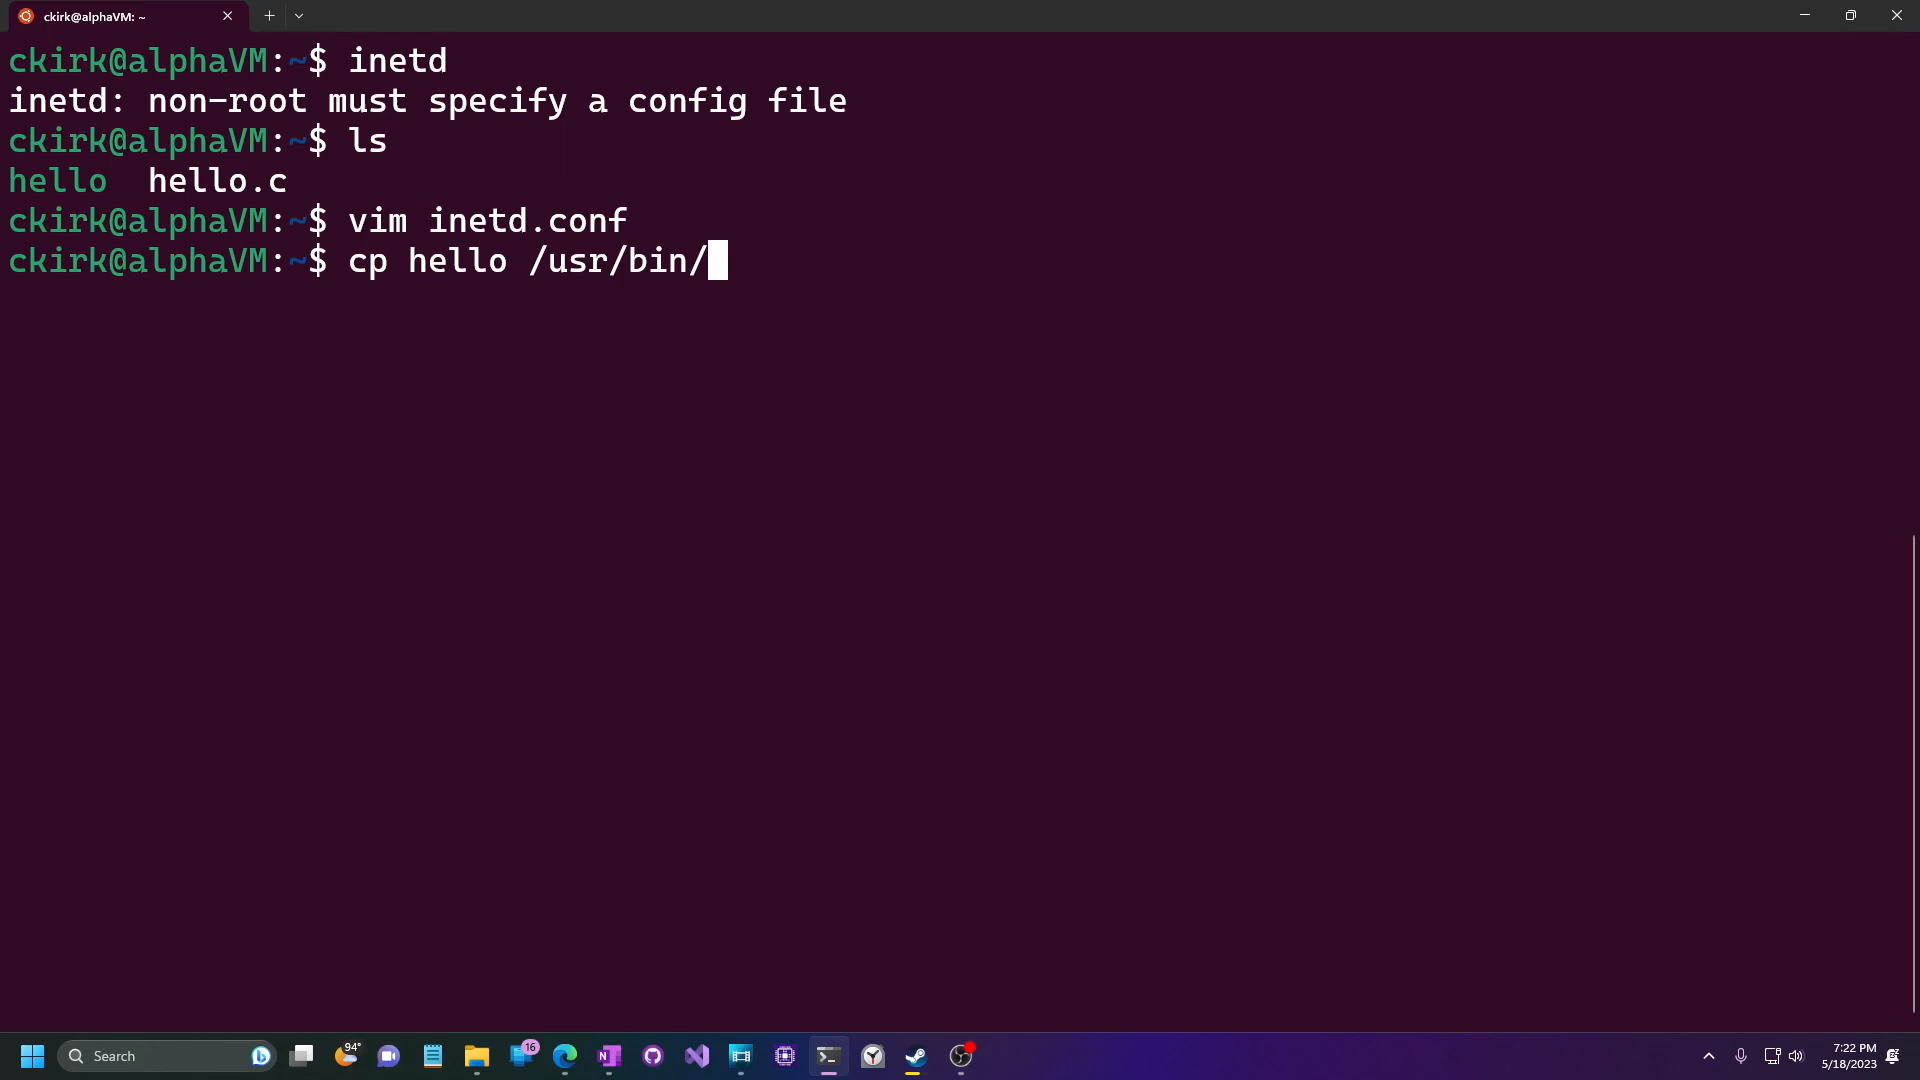 ckirk@alphaVM: ~
ckirk@alphaVM:~$ inetd
inetd: non-root must specify a config file
ckirk@alphaVM:~$ ls
hello  hello.c
ckirk@alphaVM:~$ vim inetd.conf
ckirk@alphaVM:~$ cp hello /usr/bin/
Search
94°
16
7:22 PM
5/18/2023